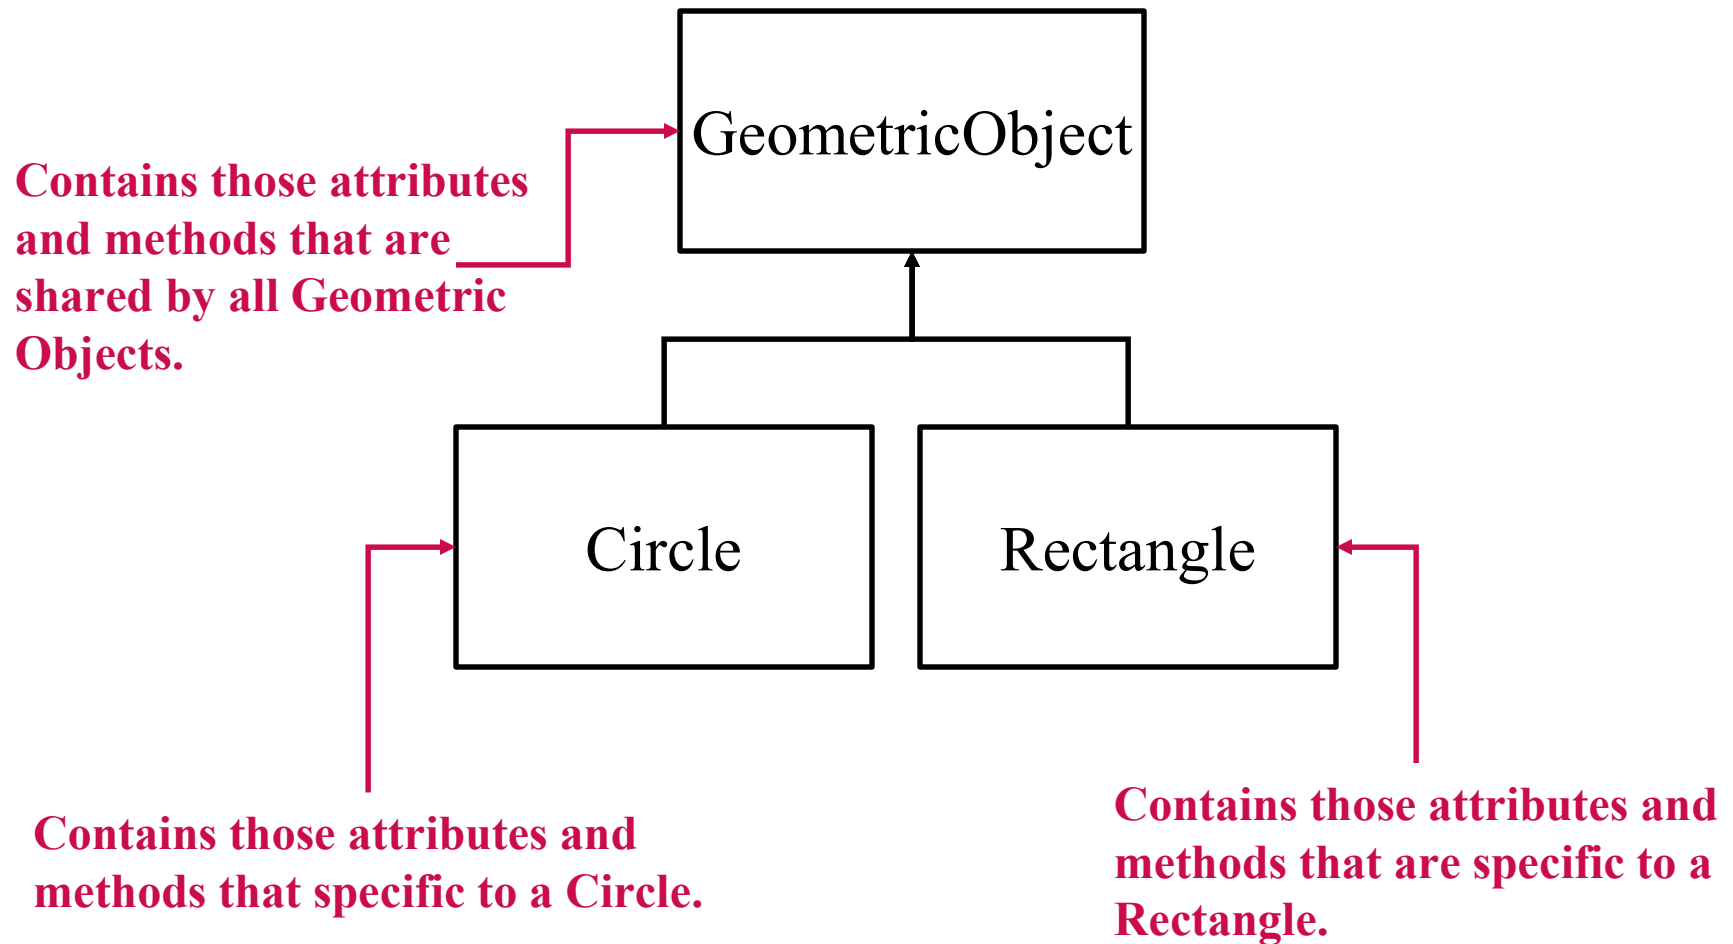 GeometricObject
Contains those attributes
and methods that are
shared by all Geometric
Objects.
Circle
Rectangle
Contains those attributes and
methods that specific to a Circle.
Contains those attributes and
methods that are specific to a
Rectangle.